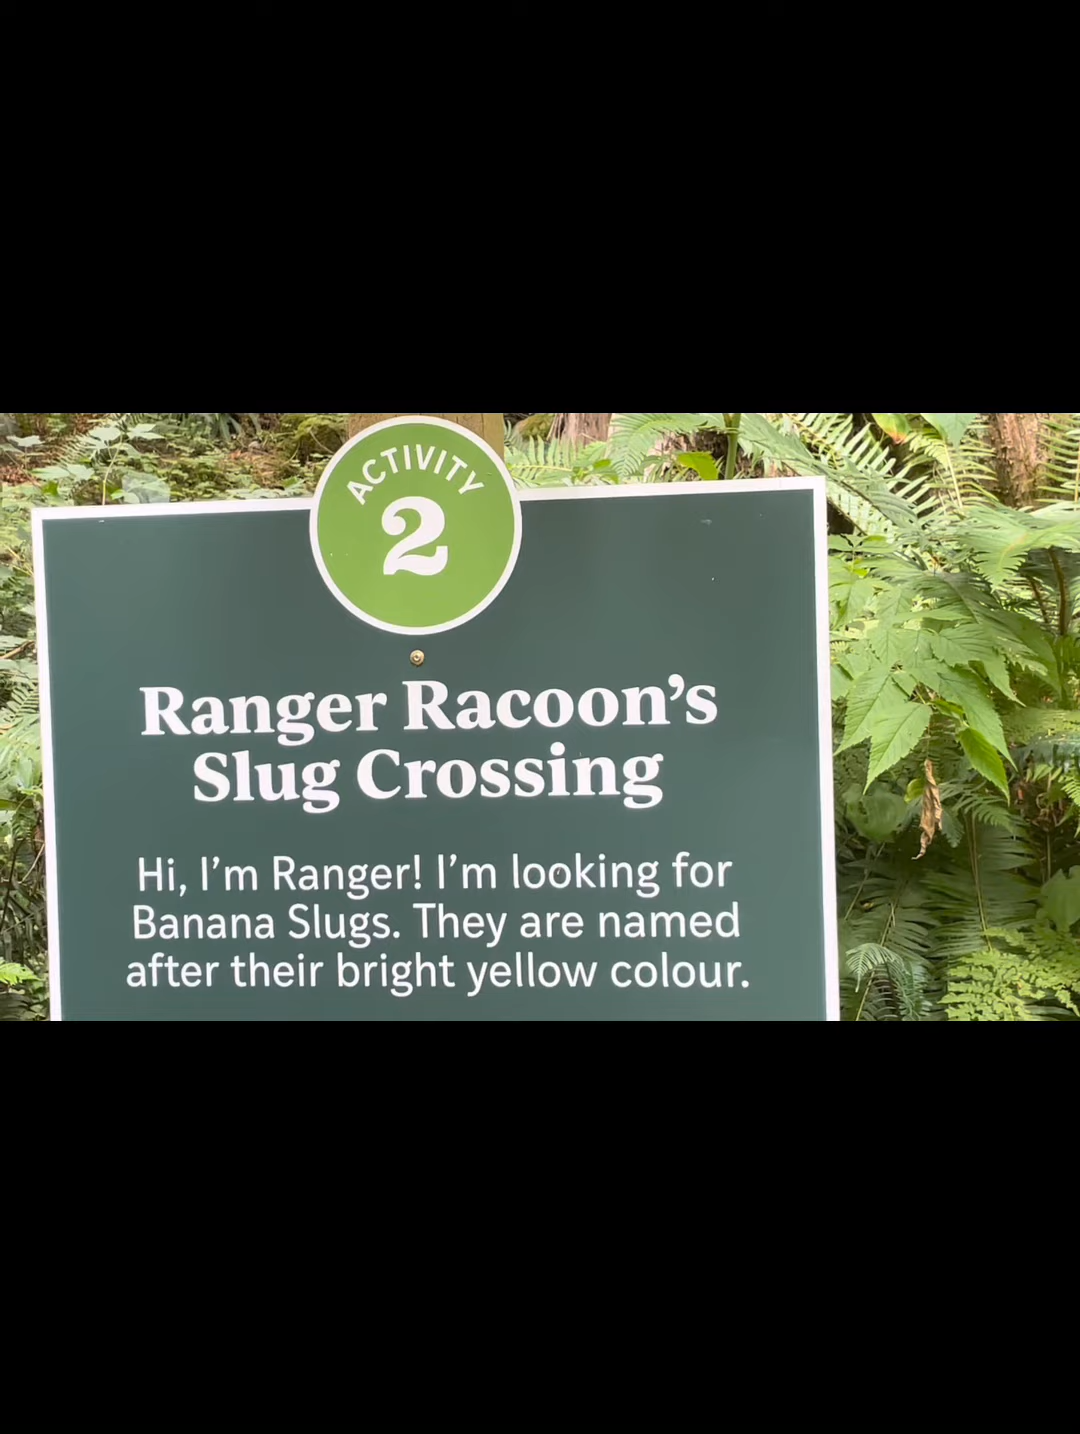 ACTIVITY
2
Ranger Racoon’s
Slug Crossing
Hi, I’m Ranger! I’m looking for
Banana Slugs. They are named
after their bright yellow colour.